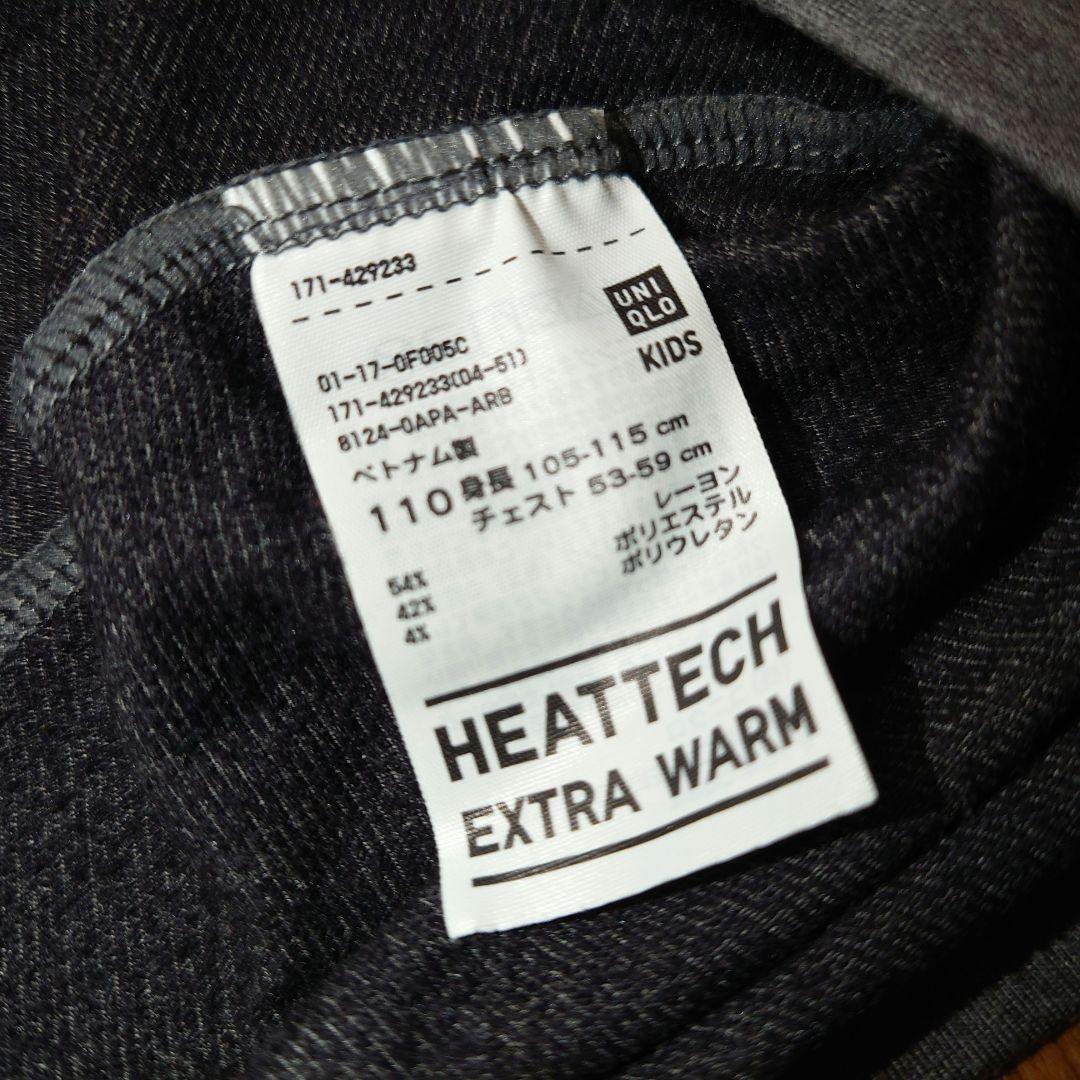 171-429233
UNI
QLO
KIDS
01-17-0F005C
171-429233(04-51)
8124-0APA-ARB
ベトナム製
110 身長 105-115 cm
チェスト 53-59 cm
レーヨン
ポリエステル
ポリウレタン
54%
42%
4%
HEATTECH
EXTRA WARM